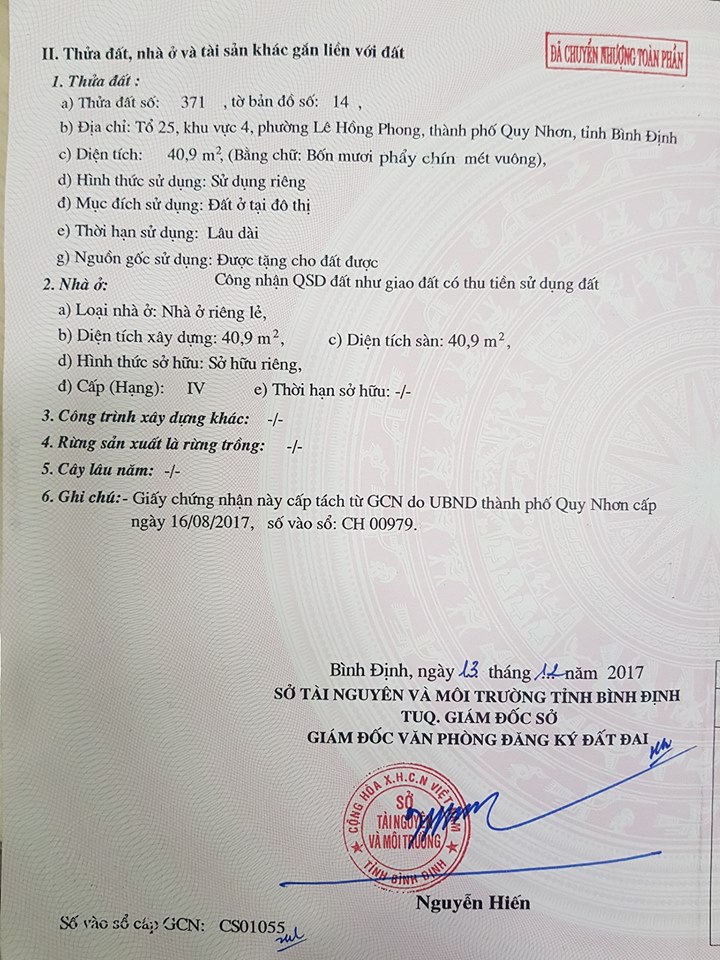 II. Thửa đất, nhà ở và tài sản khác gắn liền với đất
ĐÃ CHUYỂN NHƯỢNG TOÀN PHẦN
1. Thửa đất :
a) Thửa đất số: 371 , tờ bản đồ số: 14 ,
b) Địa chỉ: Tổ 25, khu vực 4, phường Lê Hồng Phong, thành phố Quy Nhơn, tỉnh Bình Định
c) Diện tích: 40,9 m², (Bằng chữ: Bốn mươi phẩy chín mét vuông),
d) Hình thức sử dụng: Sử dụng riêng
đ) Mục đích sử dụng: Đất ở tại đô thị
e) Thời hạn sử dụng: Lâu dài
g) Nguồn gốc sử dụng: Được tặng cho đất được
Công nhận QSD đất như giao đất có thu tiền sử dụng đất
2. Nhà ở:
a) Loại nhà ở: Nhà ở riêng lẻ,
b) Diện tích xây dựng: 40,9 m², c) Diện tích sàn: 40,9 m²,
d) Hình thức sở hữu: Sở hữu riêng,
đ) Cấp (Hạng): IV e) Thời hạn sở hữu: -/-
3. Công trình xây dựng khác: -/-
4. Rừng sản xuất là rừng trồng: -/-
5. Cây lâu năm: -/-
6. Ghi chú:- Giấy chứng nhận này cấp tách từ GCN do UBND thành phố Quy Nhơn cấp
ngày 16/08/2017, số vào sổ: CH 00979.
Bình Định, ngày 13 tháng 12 năm 2017
SỞ TÀI NGUYÊN VÀ MÔI TRƯỜNG TỈNH BÌNH ĐỊNH
TUQ. GIÁM ĐỐC SỞ
GIÁM ĐỐC VĂN PHÒNG ĐĂNG KÝ ĐẤT ĐAI
CỘNG HÒA X.H.C.N VIỆT NAM
SỞ
TÀI NGUYÊN
VÀ MÔI TRƯỜNG
TỈNH BÌNH ĐỊNH
Nguyễn Hiến
Số vào sổ cấp GCN: CS01055